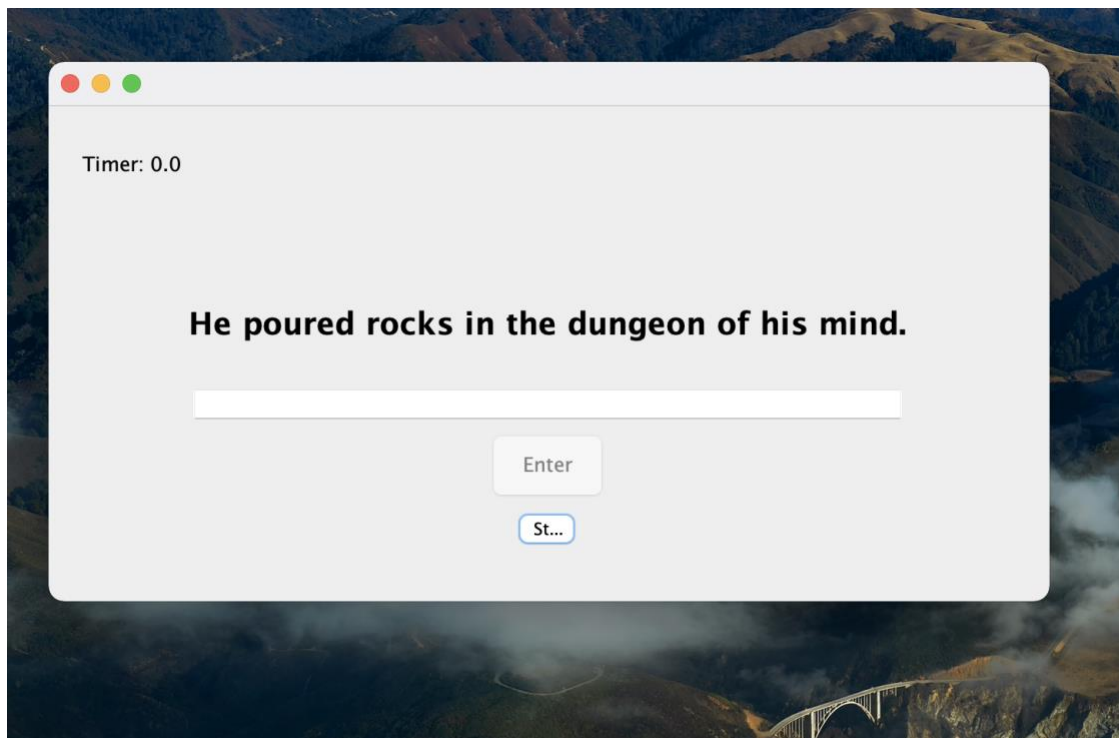 Timer: 0.0
He poured rocks in the dungeon of his mind.
Enter
St...